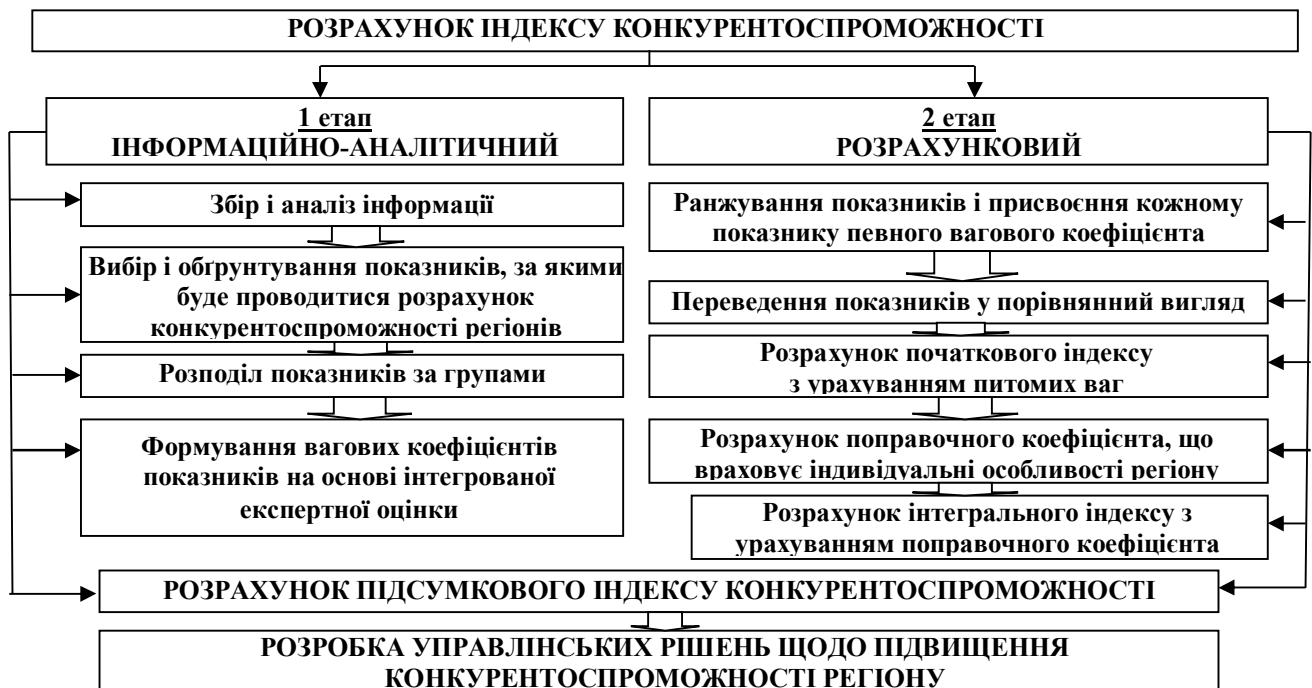 РОЗРАХУНОК ІНДЕКСУ КОНКУРЕНТОСПРОМОЖНОСТІ
1 етап
ІНФОРМАЦІЙНО-АНАЛІТИЧНИЙ
Збір і аналіз інформації
Вибір і обґрунтування показників, за якими
буде проводитися розрахунок
конкурентоспроможності регіонів
Розподіл показників за групами
Формування вагових коефіцієнтів
показників на основі інтегрованої
експертної оцінки
2 етап
РОЗРАХУНКОВИЙ
Ранжування показників і присвоєння кожному
показнику певного вагового коефіцієнта
Переведення показників у порівнянний вигляд
Розрахунок початкового індексу
з урахуванням питомих ваг
Розрахунок поправочного коефіцієнта, що
враховує індивідуальні особливості регіону
Розрахунок інтегрального індексу з
урахуванням поправочного коефіцієнта
РОЗРАХУНОК ПІДСУМКОВОГО ІНДЕКСУ КОНКУРЕНТОСПРОМОЖНОСТІ
РОЗРОБКА УПРАВЛІНСЬКИХ РІШЕНЬ ЩОДО ПІДВИЩЕННЯ
КОНКУРЕНТОСПРОМОЖНОСТІ РЕГІОНУ